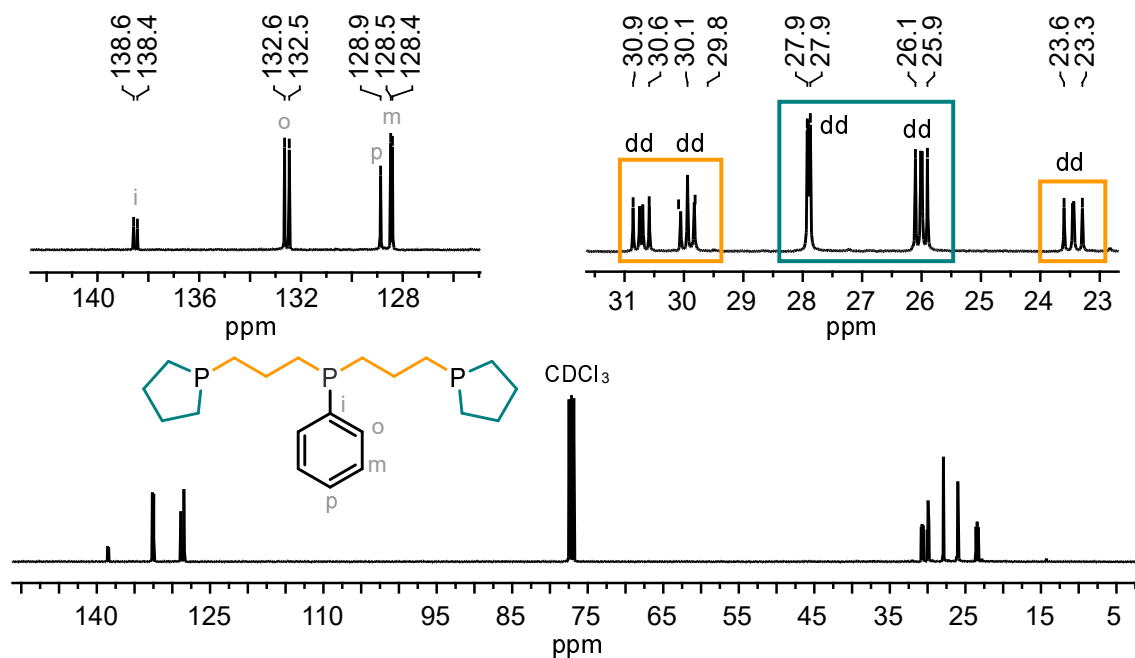 138.6
138.4
132.6
132.5
128.9
128.5
128.4
i
o
p
m
140 136 132 128
ppm
30.9
30.6
30.1
29.8
27.9
27.9
26.1
25.9
23.6
23.3
dd dd dd dd dd
31 30 29 28 27 26 25 24 23
ppm
P P P
i
o
m
p
CDCl₃
140 125 110 95 85 75 65 55 45 35 25 15 5
ppm